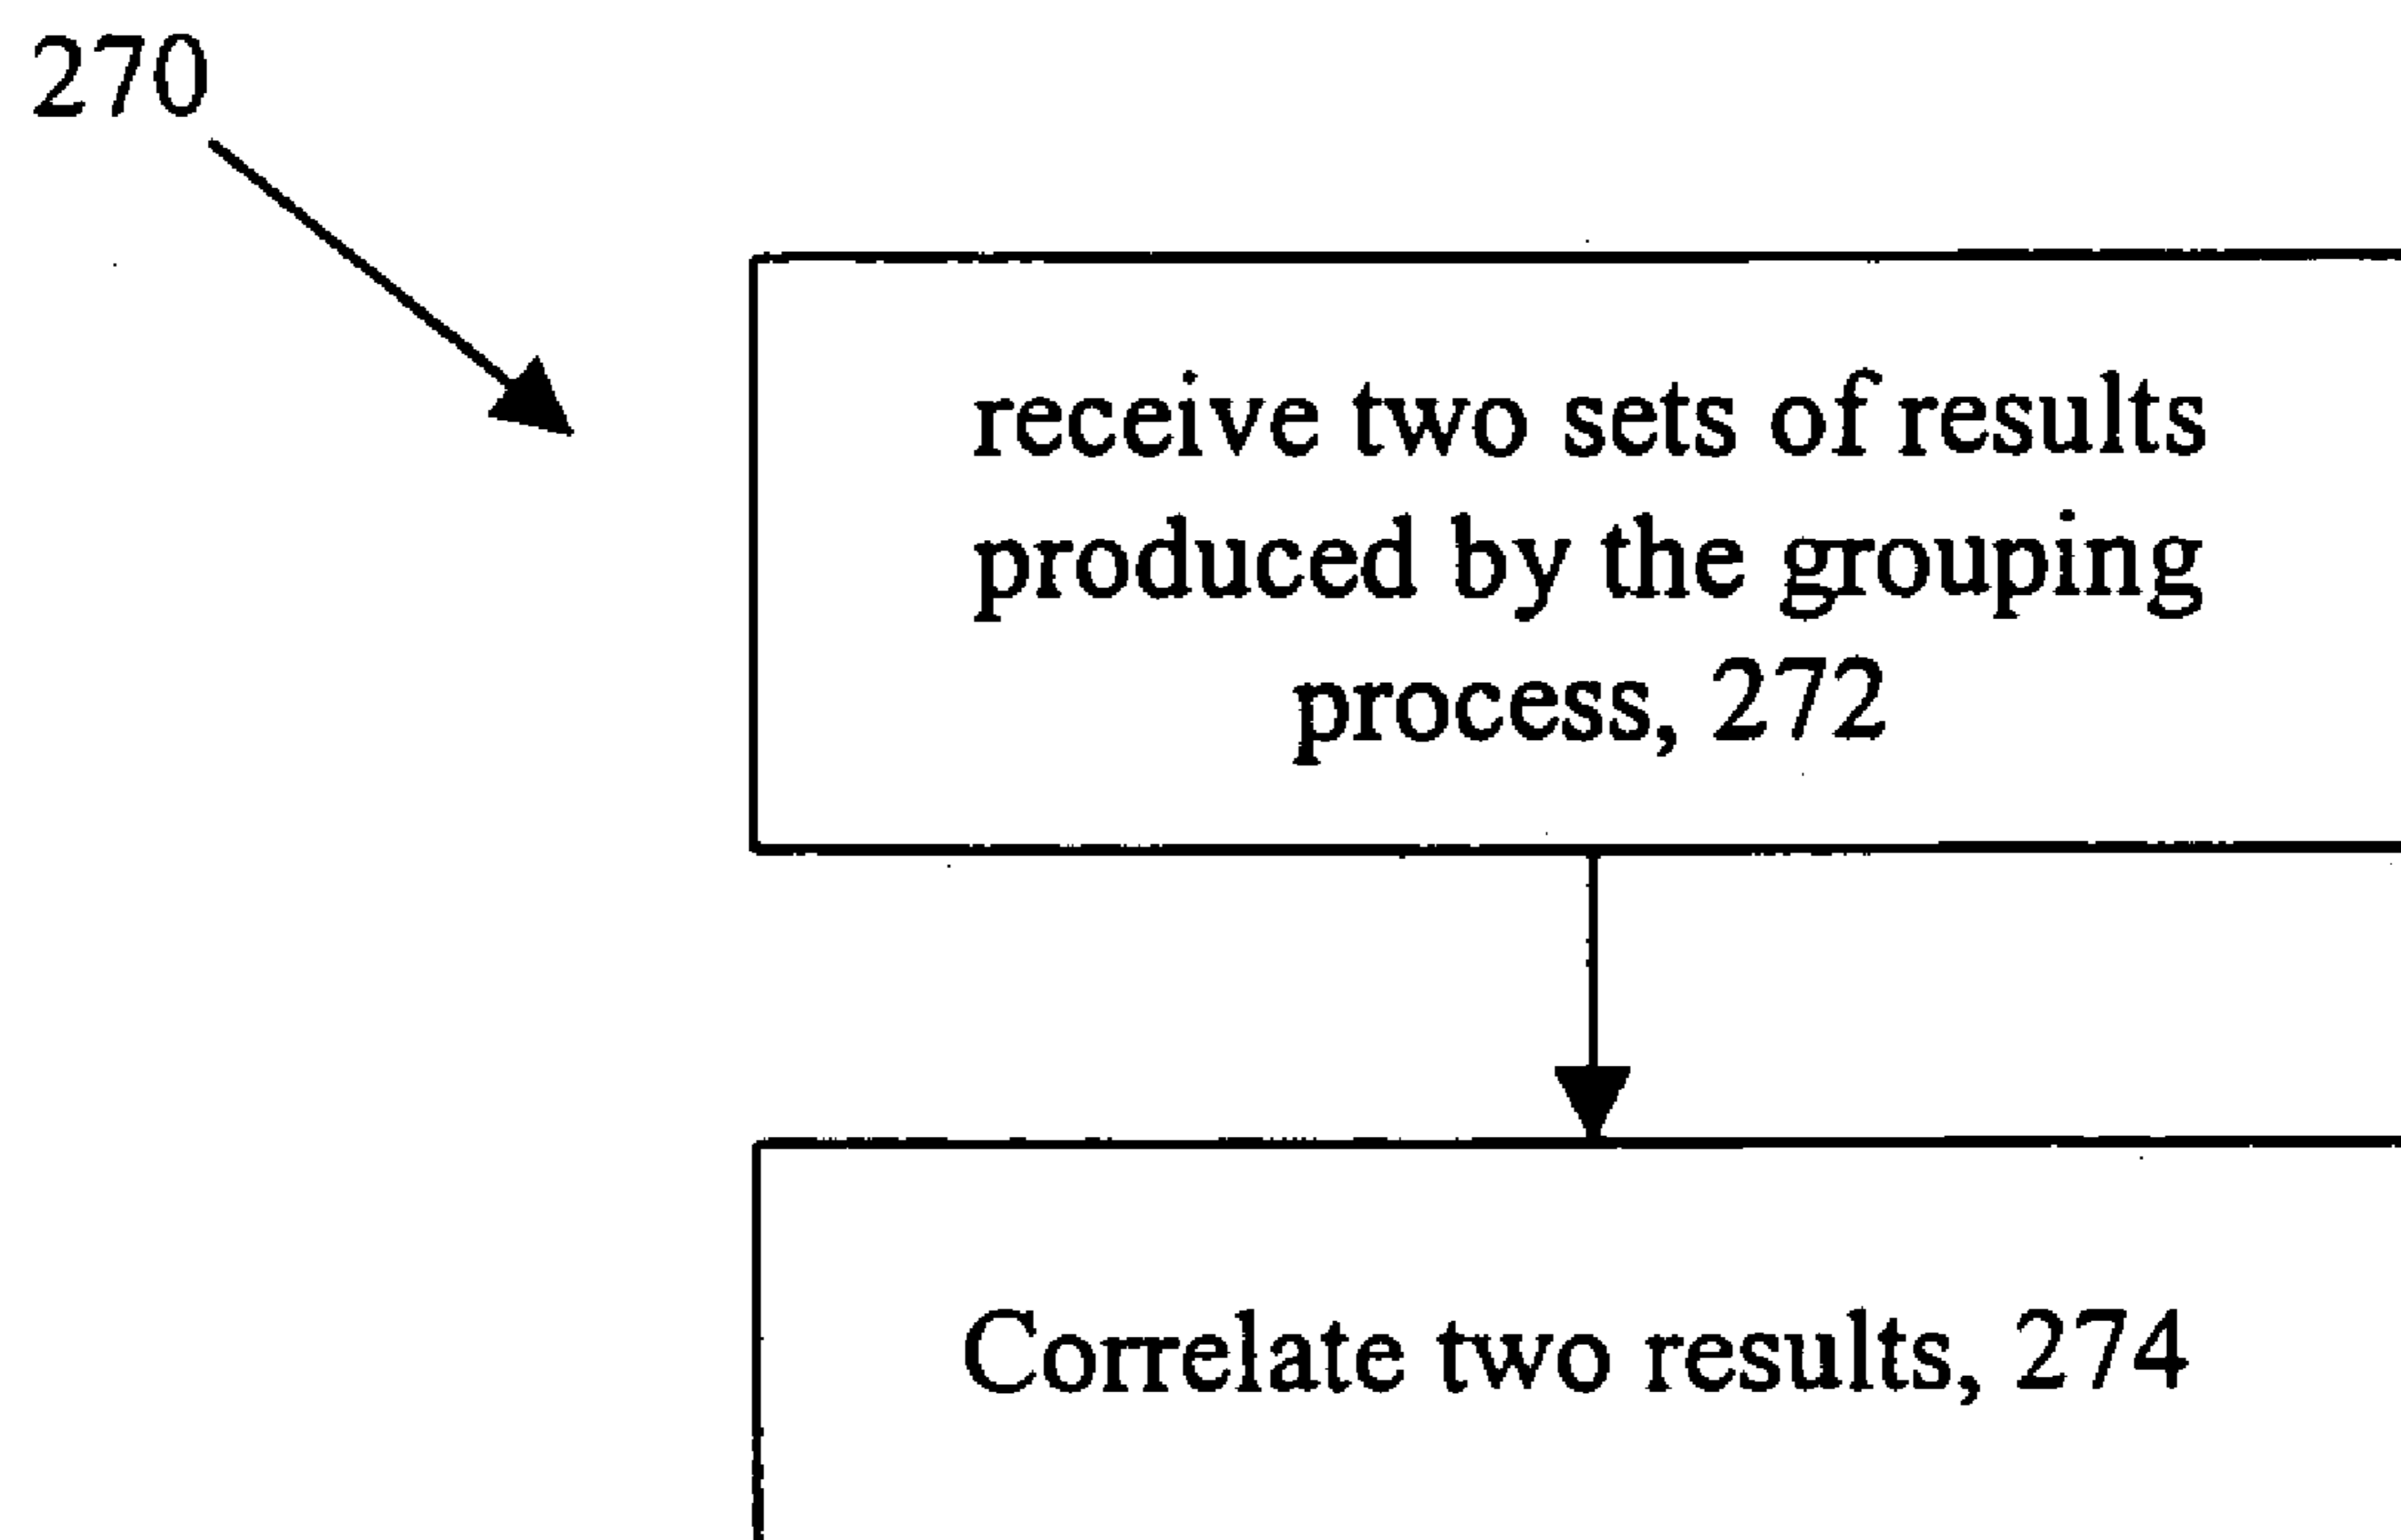 270
receive two sets of results
produced by the grouping
process, 272
Correlate two results, 274